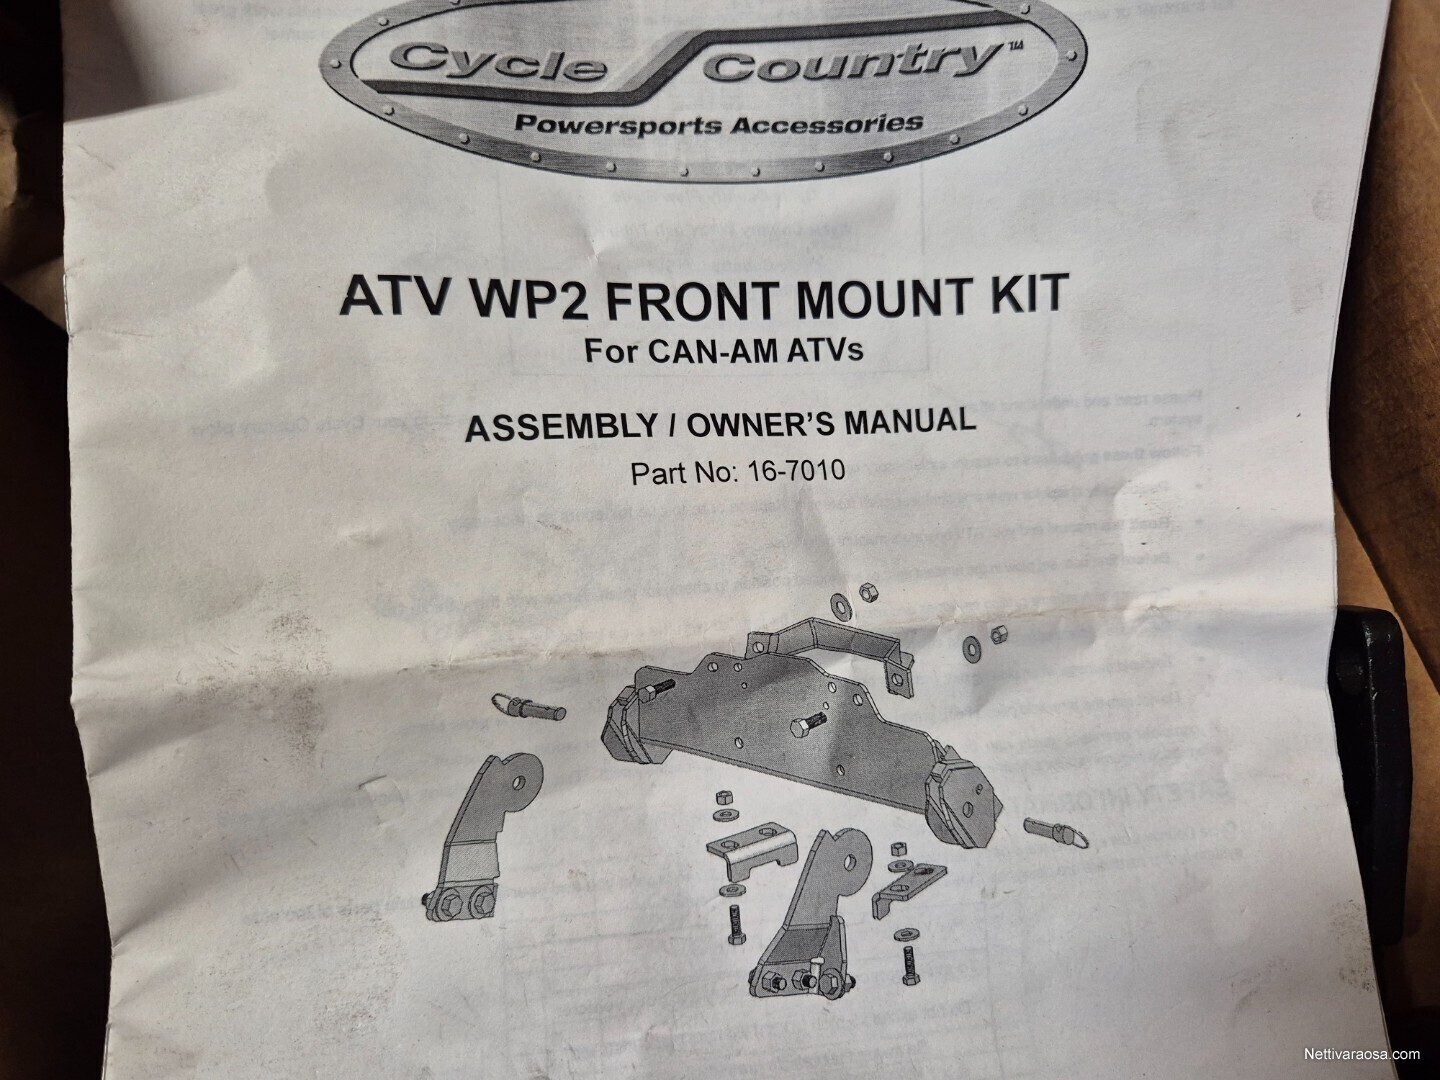 Cycle Country™
Powersports Accessories
ATV WP2 FRONT MOUNT KIT
For CAN-AM ATVs
ASSEMBLY / OWNER'S MANUAL
Part No: 16-7010
Nettivaraosa.com